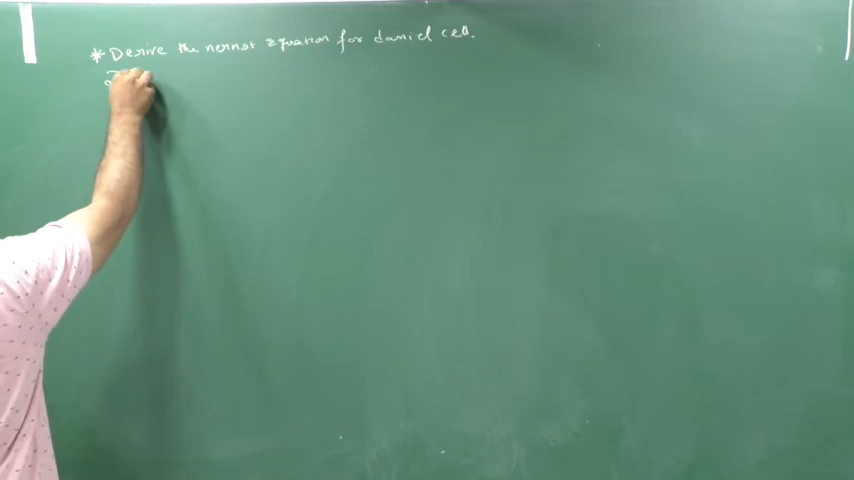 * Derive the nernst Equation for daniel cell.